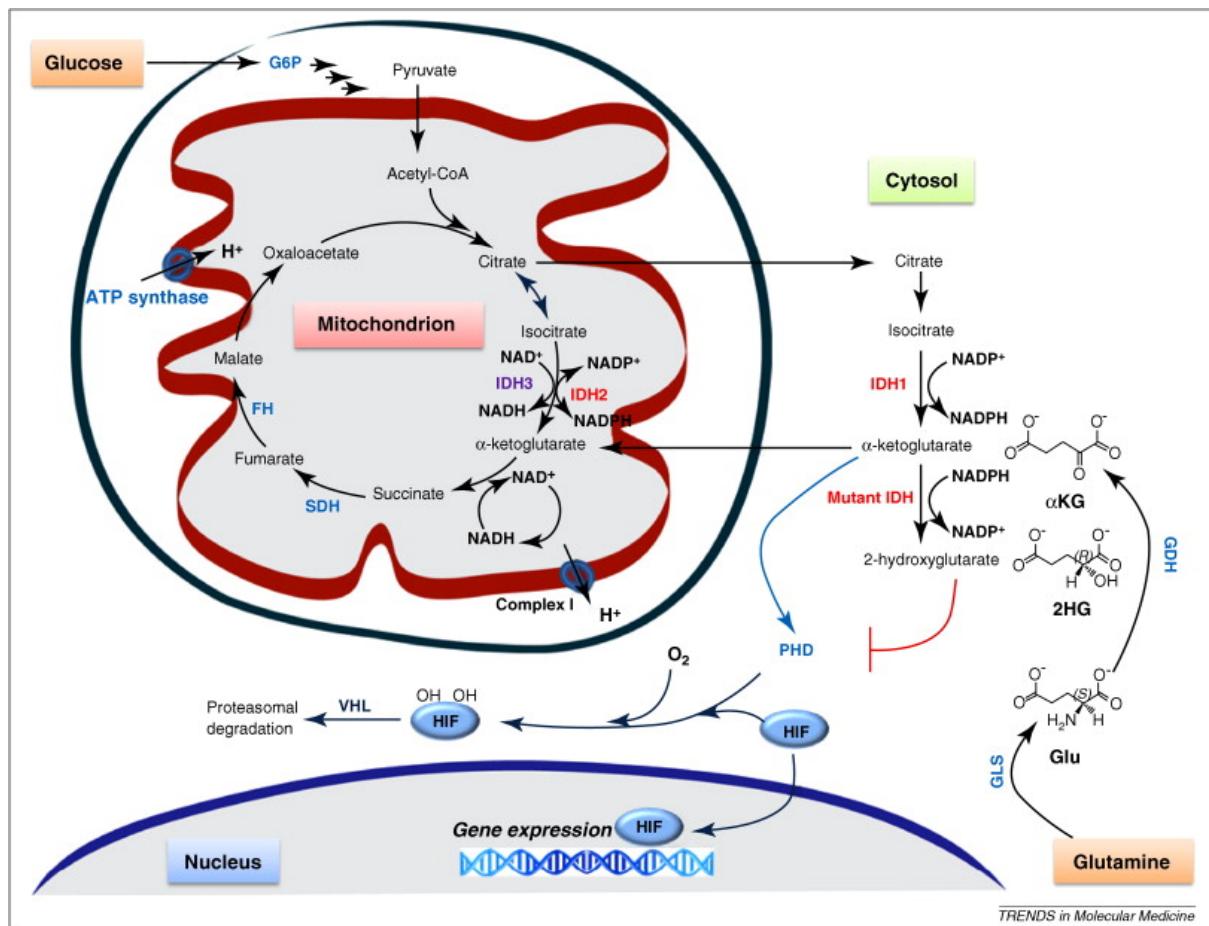 Glucose
G6P
Pyruvate
Acetyl-CoA
Cytosol
H⁺
Oxaloacetate
Citrate
Citrate
ATP synthase
Mitochondrion
Isocitrate
Isocitrate
Malate
NAD⁺
NADP⁺
NADP⁺
IDH3
IDH2
IDH1
NADH
NADPH
NADPH
FH
α-ketoglutarate
α-ketoglutarate
O⁻
O⁻
O
O
O
Fumarate
NAD⁺
Succinate
NADPH
αKG
SDH
Mutant IDH
NADH
NADP⁺
GDH
2-hydroxyglutarate
O⁻
(R)
O⁻
O
O
H
OH
Complex I
H⁺
2HG
O₂
PHD
OH OH
O⁻
(S)
O⁻
O
O
H₂N
H
Proteasomal
degradation
VHL
HIF
HIF
Glu
GLS
Gene expression
HIF
Nucleus
Glutamine
TRENDS in Molecular Medicine